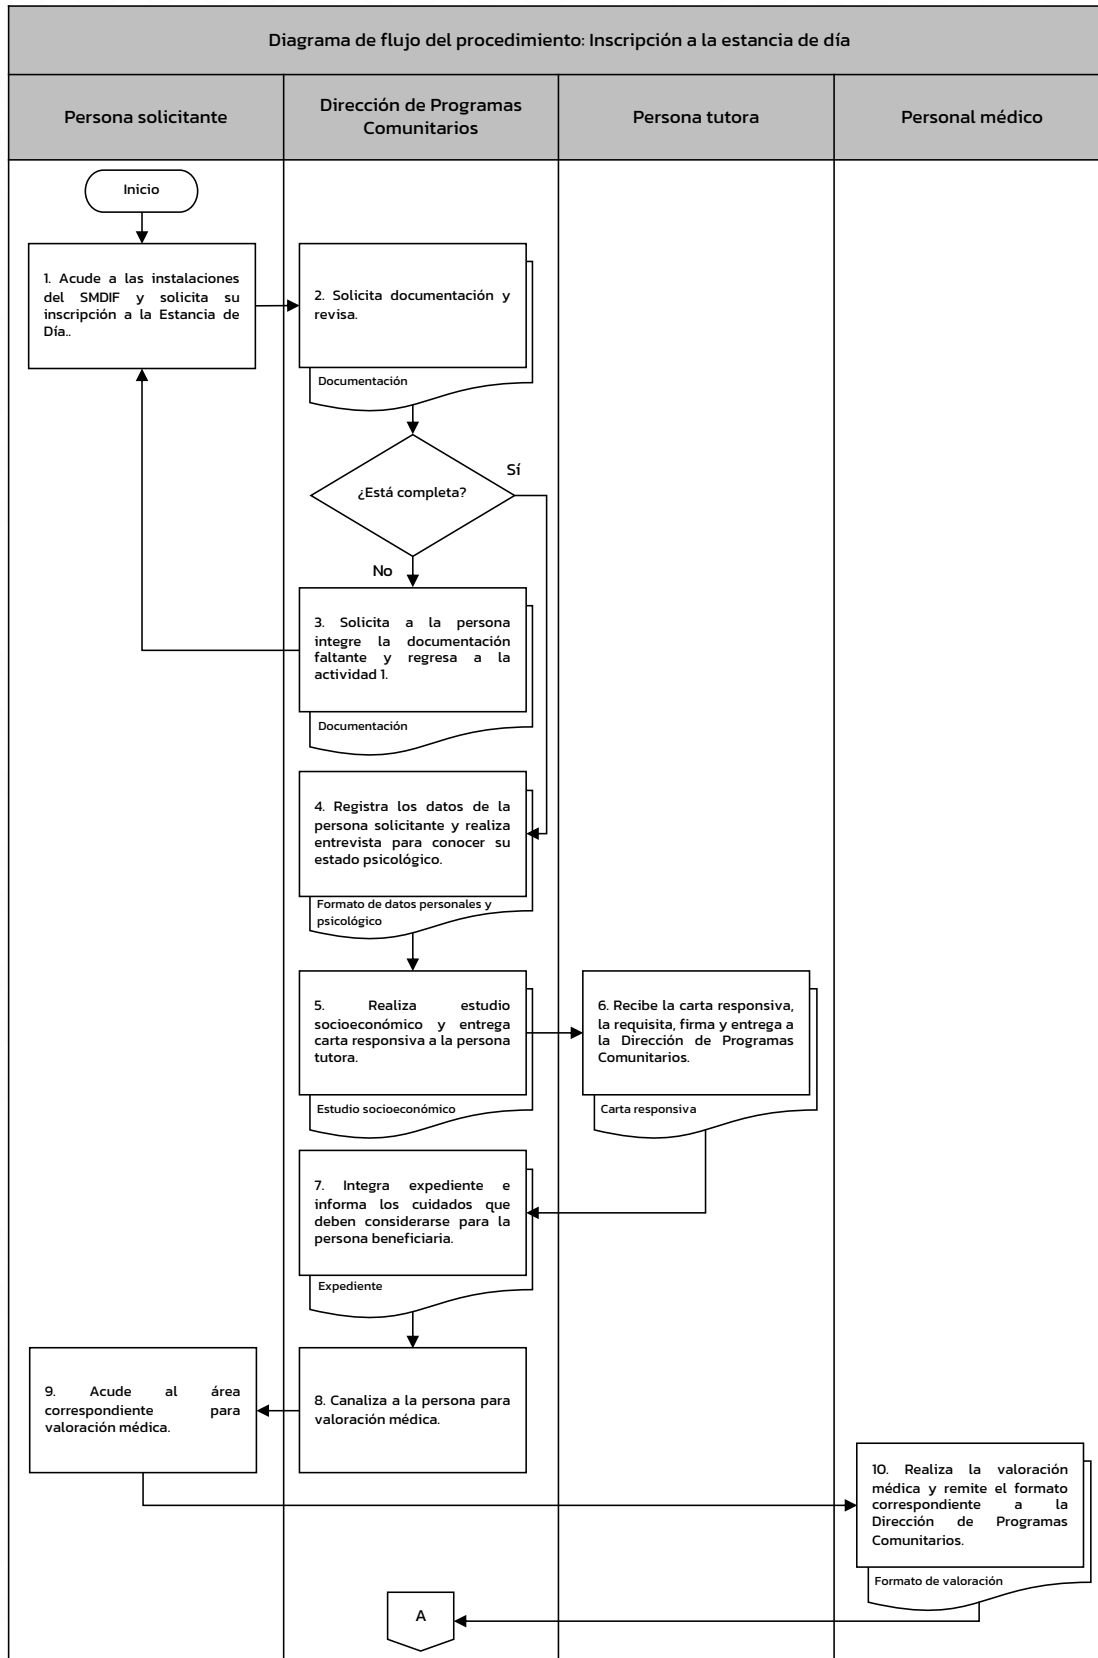 Diagrama de flujo del procedimiento: Inscripción a la estancia de día
Persona solicitante
Dirección de Programas
Comunitarios
Persona tutora
Personal médico
Inicio
1. Acude a las instalaciones
del SMDIF y solicita su
inscripción a la Estancia de
Día..
2. Solicita documentación y
revisa.
Documentación
¿Está completa?
Sí
No
3. Solicita a la persona
integre la documentación
faltante y regresa a la
actividad 1.
Documentación
4. Registra los datos de la
persona solicitante y realiza
entrevista para conocer su
estado psicológico.
Formato de datos personales y
psicológico
5. Realiza estudio
socioeconómico y entrega
carta responsiva a la persona
tutora.
Estudio socioeconómico
6. Recibe la carta responsiva,
la requisita, firma y entrega a
la Dirección de Programas
Comunitarios.
Carta responsiva
7. Integra expediente e
informa los cuidados que
deben considerarse para la
persona beneficiaria.
Expediente
8. Canaliza a la persona para
valoración médica.
9. Acude al área
correspondiente para
valoración médica.
10. Realiza la valoración
médica y remite el formato
correspondiente a la
Dirección de Programas
Comunitarios.
Formato de valoración
A